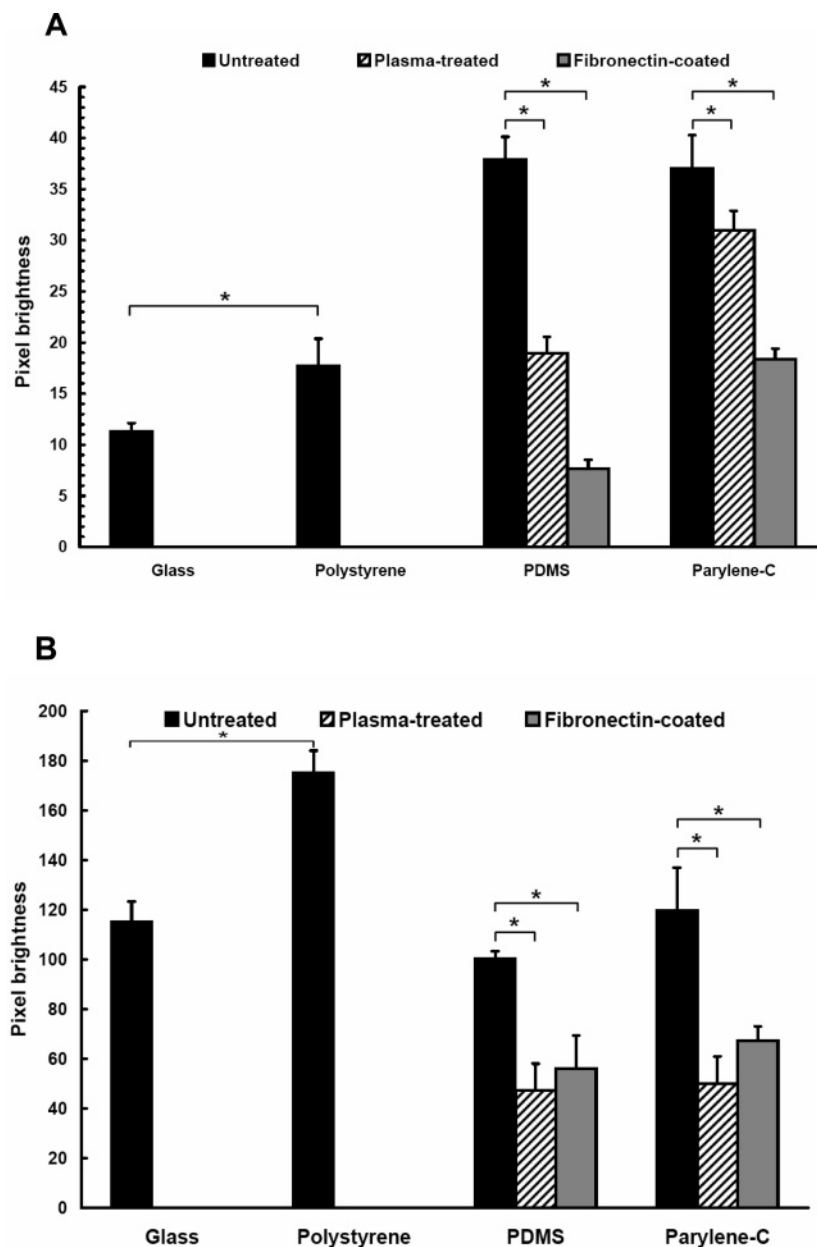 A
Untreated Plasma-treated Fibronectin-coated
45
40
35
30
25
20
15
10
5
0
Pixel brightness
* * * * *
Glass Polystyrene PDMS Parylene-C
B
200
180
160
140
120
100
80
60
40
20
0
Untreated Plasma-treated Fibronectin-coated
Pixel brightness
* * * * *
Glass Polystyrene PDMS Parylene-C